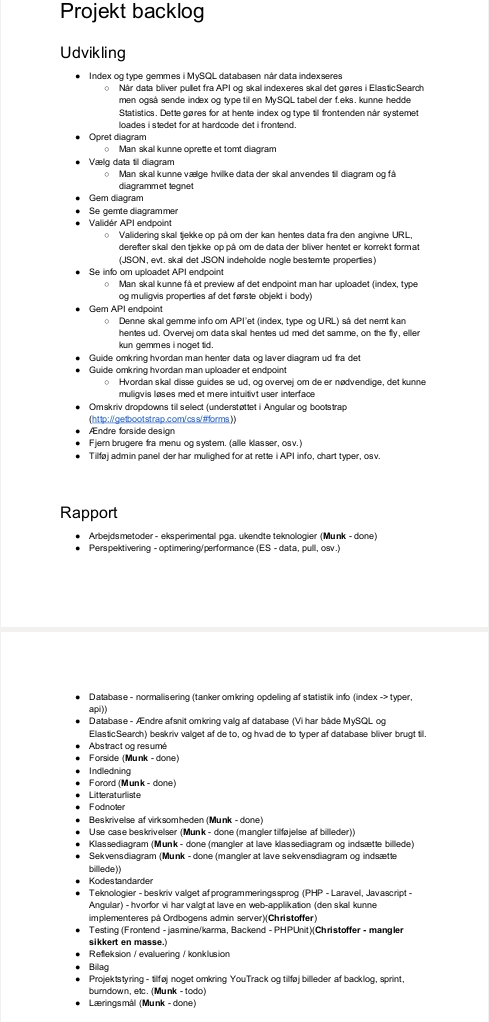 Projekt backlog
Udvikling
● Index og type gemmes i MySQL databasen når data indexseres
○ Når data bliver pullet fra API og skal indexseres skal det gøres i ElasticSearch
men også sende index og type til en MySQL tabel der f.eks. kunne hedde
Statistics. Dette gøres for at hente index og type til frontenden når systemet
loades i stedet for at hardcode det i frontend.
● Opret diagram
○ Man skal kunne oprette et tomt diagram
● Vælg data til diagram
○ Man skal kunne vælge hvilke data der skal anvendes til diagram og få
diagrammet tegnet
● Gem diagram
● Se gemte diagrammer
● Validér API endpoint
○ Validering skal tjekke op på om der kan hentes data fra den angivne URL,
derefter skal den tjekke op på om de data der bliver hentet er korrekt format
(JSON, evt. skal det JSON indeholde nogle bestemte properties)
● Se info om uploadet API endpoint
○ Man skal kunne få et preview af det endpoint man har uploadet (index, type
og muligvis properties af det første objekt i body)
● Gem API endpoint
○ Denne skal gemme info om API'et (index, type og URL) så det nemt kan
hentes ud. Overvej om data skal hentes ud med det samme, on the fly, eller
kun gemmes i noget tid.
● Guide omkring hvordan man henter data og laver diagram ud fra det
● Guide omkring hvordan man uploader et endpoint
○ Hvordan skal disse guides se ud, og overvej om de er nødvendige, det kunne
muligvis løses med et mere intuitivt user interface
● Omskriv dropdowns til select (understøttet i Angular og bootstrap
(http://getbootstrap.com/css/#forms))
● Ændre forside design
● Fjern brugere fra menu og system. (alle klasser, osv.)
● Tilføj admin panel der har mulighed for at rette i API info, chart typer, osv.
Rapport
● Arbejdsmetoder - eksperimental pga. ukendte teknologier (Munk - done)
● Perspektivering - optimering/performance (ES - data, pull, osv.)
● Database - normalisering (tanker omkring opdeling af statistik info (index -> typer,
api))
● Database - Ændre afsnit omkring valg af database (Vi har både MySQL og
ElasticSearch) beskriv valget af de to, og hvad de to typer af database bliver brugt til.
● Abstract og resumé
● Forside (Munk - done)
● Indledning
● Forord (Munk - done)
● Litteraturliste
● Fodnoter
● Beskrivelse af virksomheden (Munk - done)
● Use case beskrivelser (Munk - done (mangler tilføjelse af billeder))
● Klassediagram (Munk - done (mangler at lave klassediagram og indsætte billede)
● Sekvensdiagram (Munk - done (mangler at lave sekvensdiagram og indsætte
billede))
● Kodestandarder
● Teknologier - beskriv valget af programmeringssprog (PHP - Laravel, Javascript -
Angular) - hvorfor vi har valgt at lave en web-applikation (den skal kunne
implementeres på Ordbogens admin server)(Christoffer)
● Testing (Frontend - jasmine/karma, Backend - PHPUnit)(Christoffer - mangler
sikkert en masse.)
● Refleksion / evaluering / konklusion
● Bilag
● Projektstyring - tilføj noget omkring YouTrack og tilføj billeder af backlog, sprint,
burndown, etc. (Munk - todo)
● Læringsmål (Munk - done)